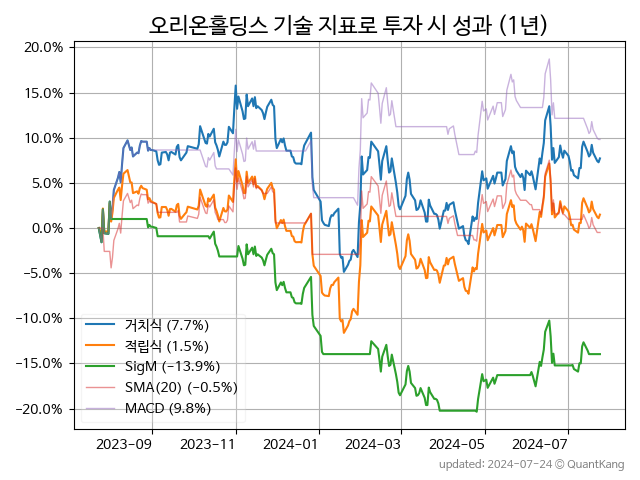 오리온홀딩스 기술 지표로 투자 시 성과 (1년)
20.0%
15.0%
10.0%
5.0%
0.0%
−5.0%
−10.0%
−15.0%
−20.0%
거치식 (7.7%)
적립식 (1.5%)
SigM (−13.9%)
SMA(20) (−0.5%)
MACD (9.8%)
2023-09 2023-11 2024-01 2024-03 2024-05 2024-07
updated: 2024-07-24 © QuantKang